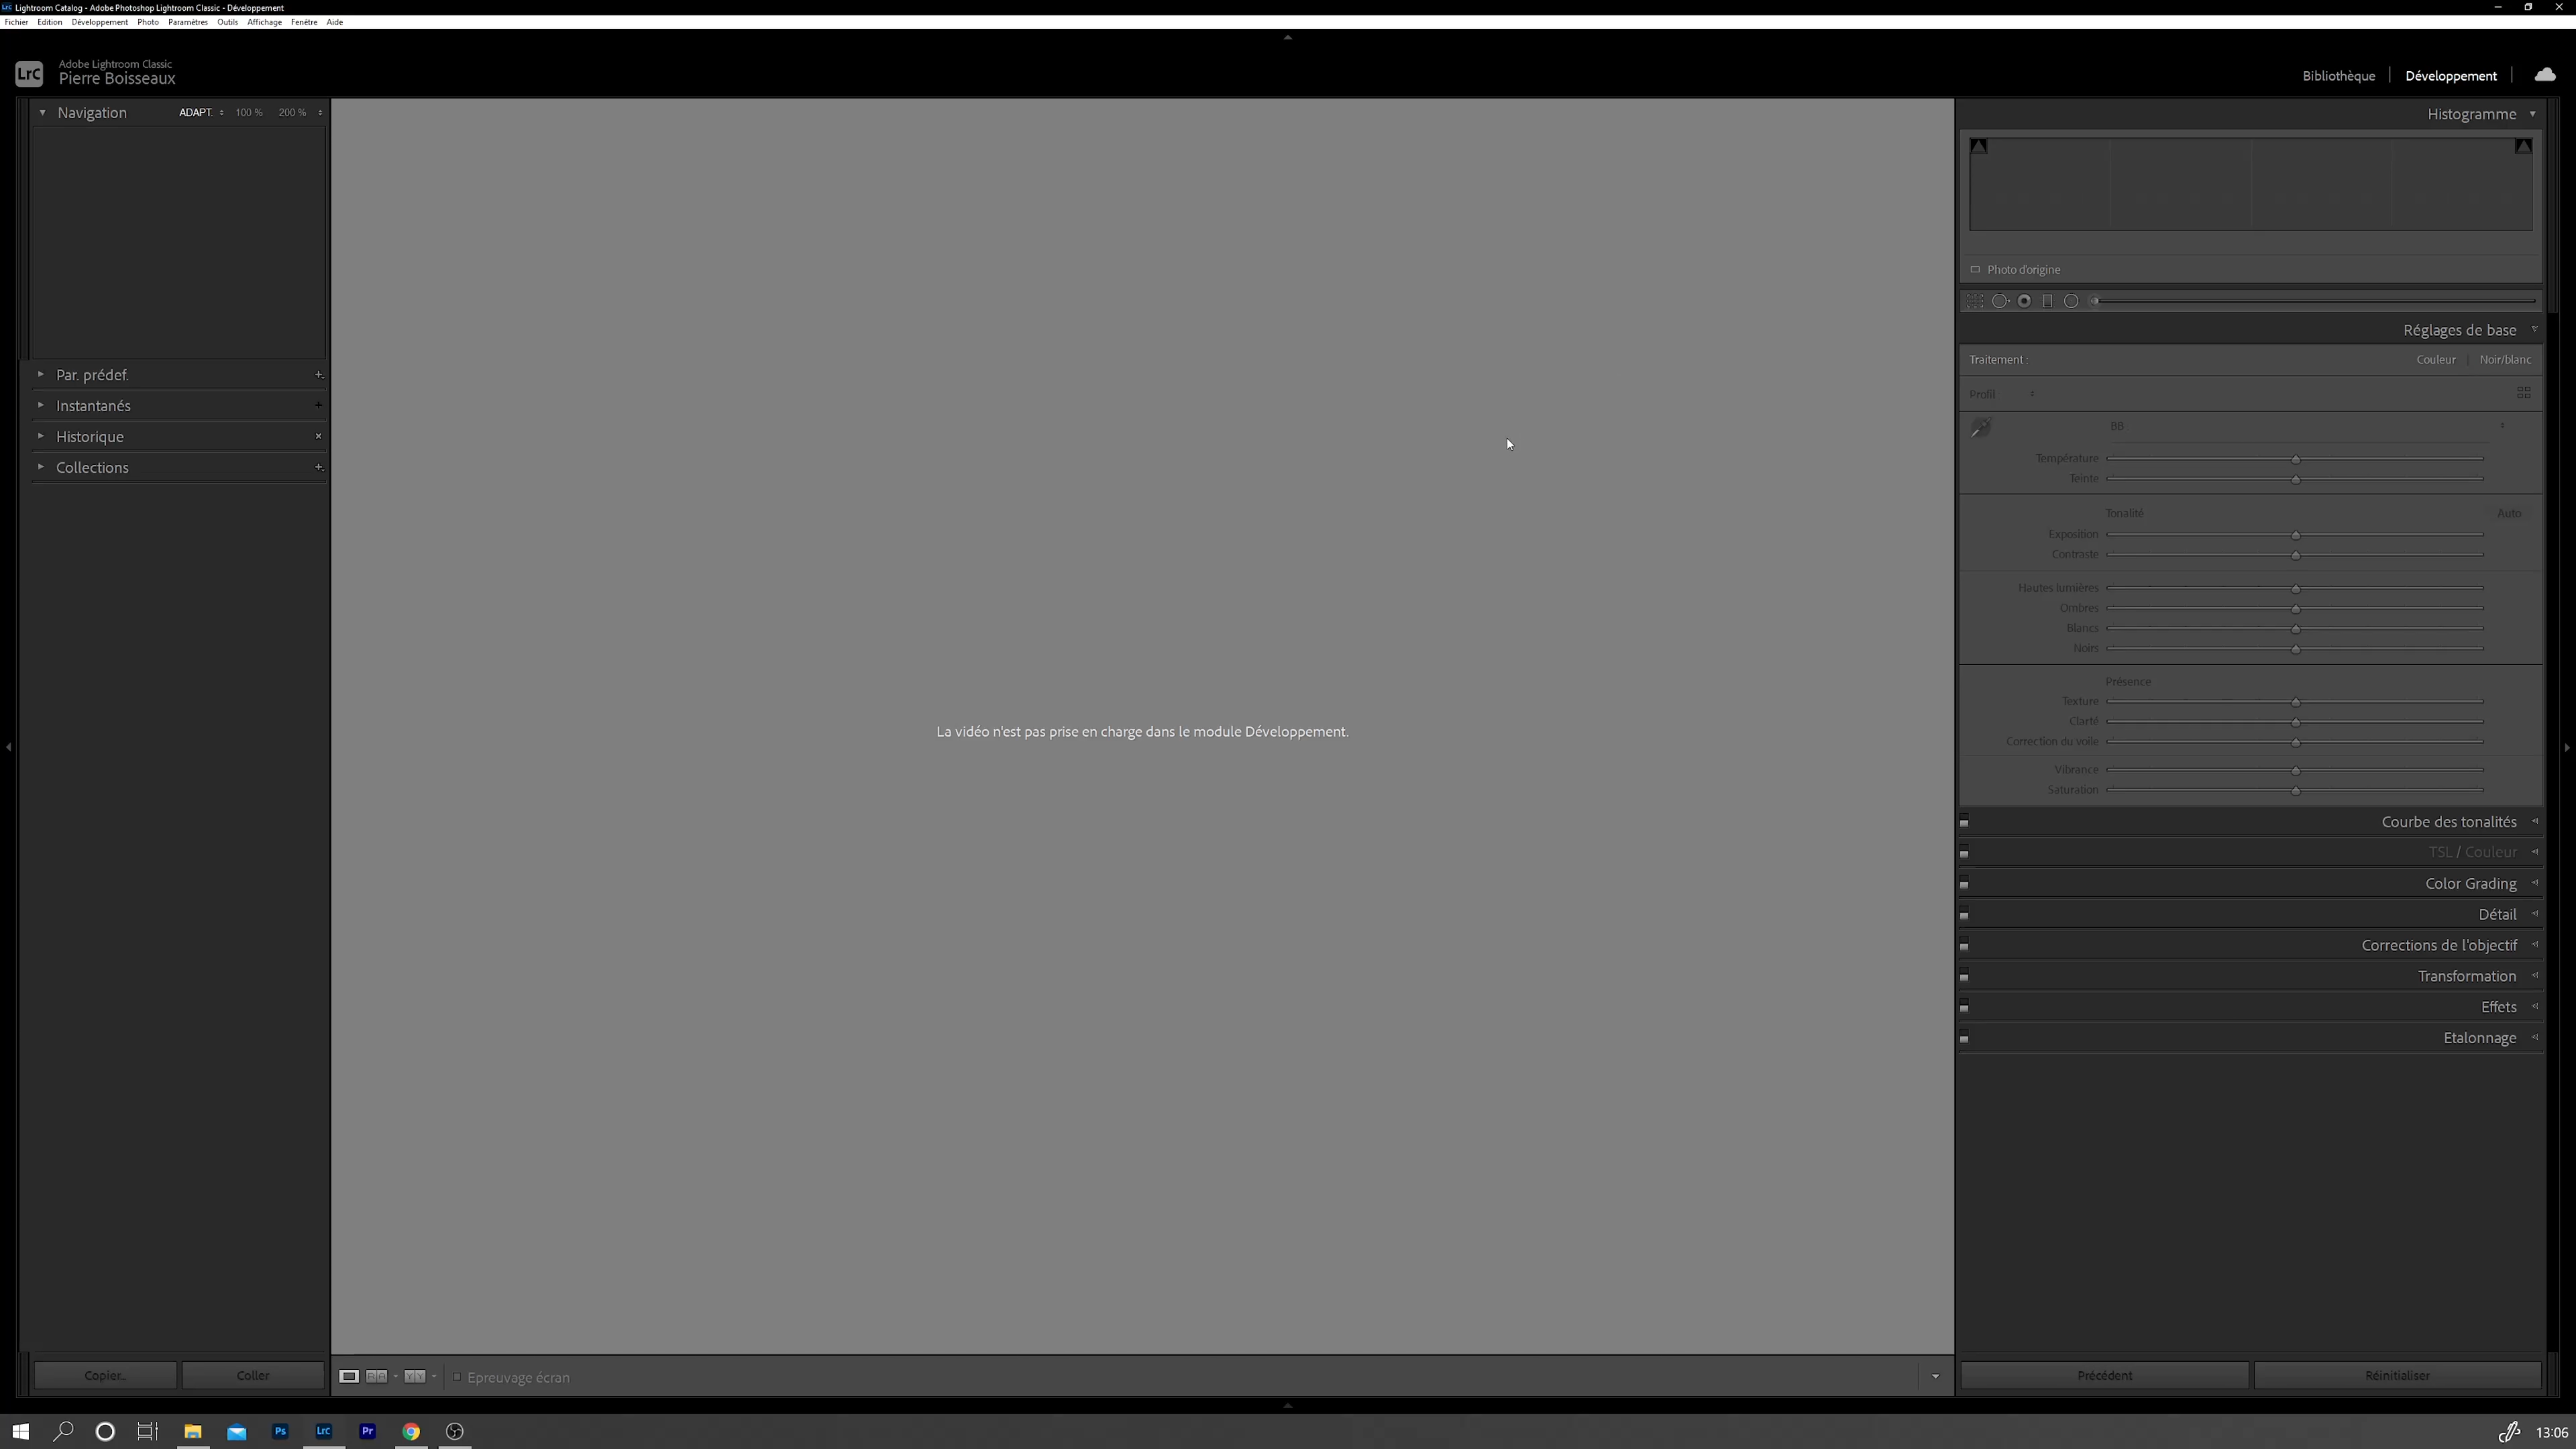 Lightroom Catalog - Adobe Photoshop Lightroom Classic - Développement
Fichier Edition Développement Photo Paramètres Outils Affichage Fenêtre Aide
LrC
Adobe Lightroom Classic
Pierre Boisseaux
Bibliothèque | Développement |
Navigation ADAPT. 100 % 200 %
Par. prédef.
Instantanés
Historique
Collections
La vidéo n'est pas prise en charge dans le module Développement.
Histogramme
Photo d'origine
Réglages de base
Traitement : Couleur | Noir/blanc
Profil
BB
Température
Teinte
Tonalité Auto
Exposition
Contraste
Hautes lumières
Ombres
Blancs
Noirs
Présence
Texture
Clarté
Correction du voile
Vibrance
Saturation
Courbe des tonalités
TSL / Couleur
Color Grading
Détail
Corrections de l'objectif
Transformation
Effets
Etalonnage
Copier... Coller
R A Y Y Epreuvage écran
Précédent Réinitialiser
Ps LrC Pr 13:06